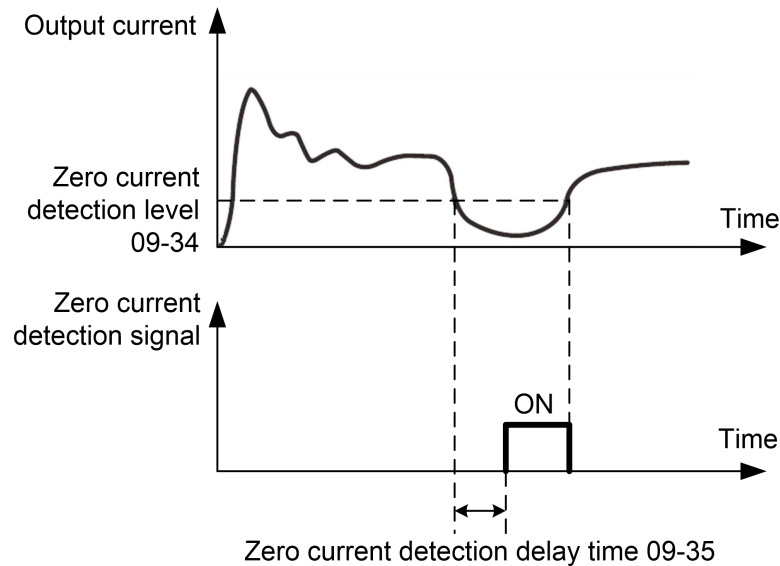 Output current
Zero current
detection level
09-34
Time
Zero current
detection signal
ON
Time
Zero current detection delay time 09-35